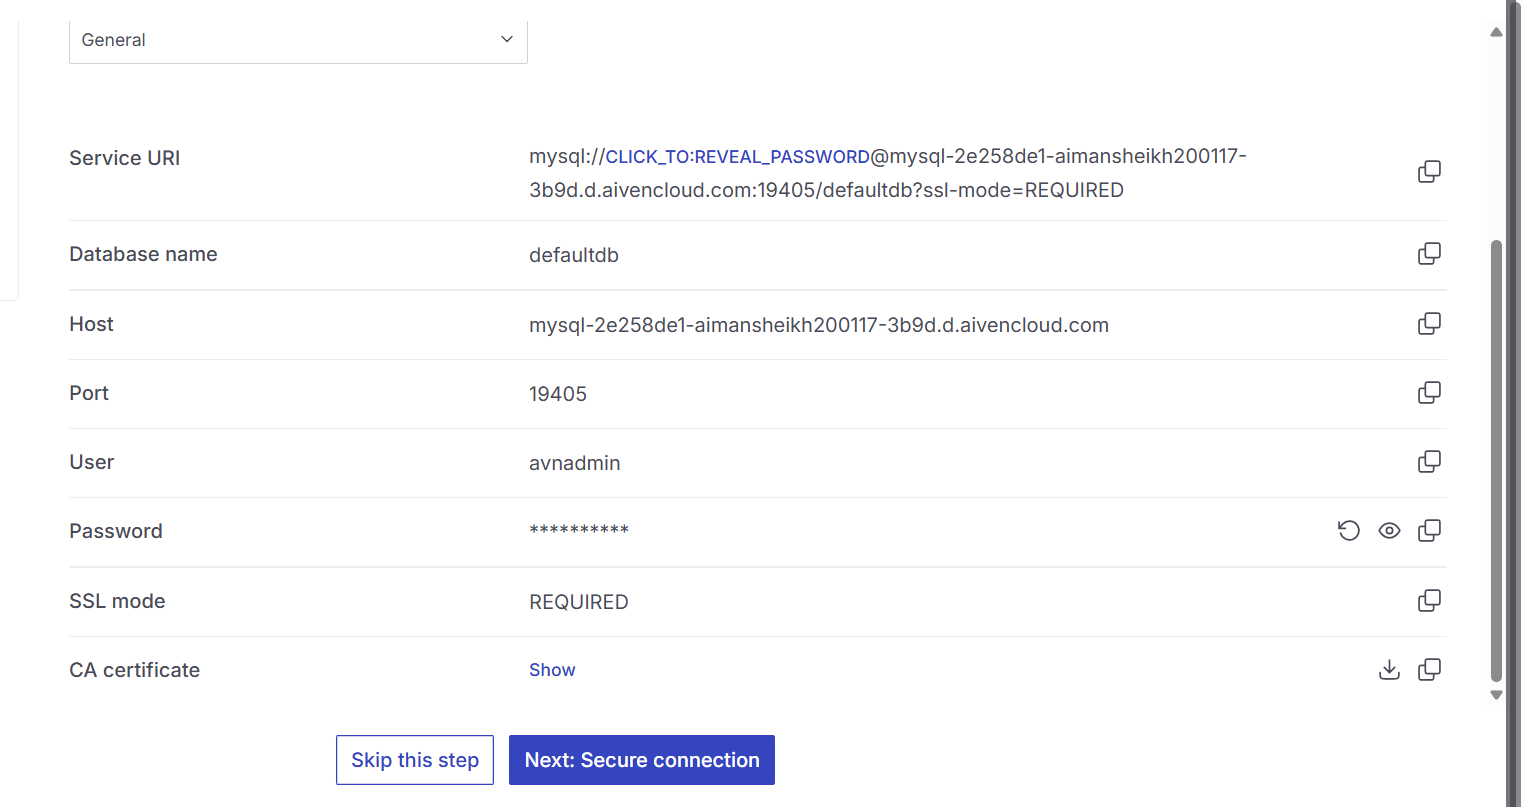 General
Service URI
mysql://CLICK_TO:REVEAL_PASSWORD@mysql-2e258de1-aimansheikh200117-
3b9d.d.aivencloud.com:19405/defaultdb?ssl-mode=REQUIRED
Database name
defaultdb
Host
mysql-2e258de1-aimansheikh200117-3b9d.d.aivencloud.com
Port
19405
User
avnadmin
Password
**********
SSL mode
REQUIRED
CA certificate
Show
Skip this step
Next: Secure connection